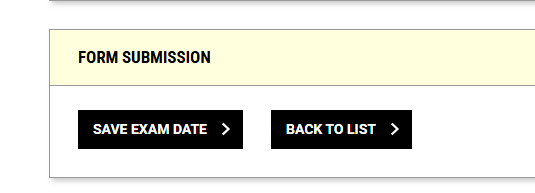 FORM SUBMISSION
SAVE EXAM DATE
BACK TO LIST